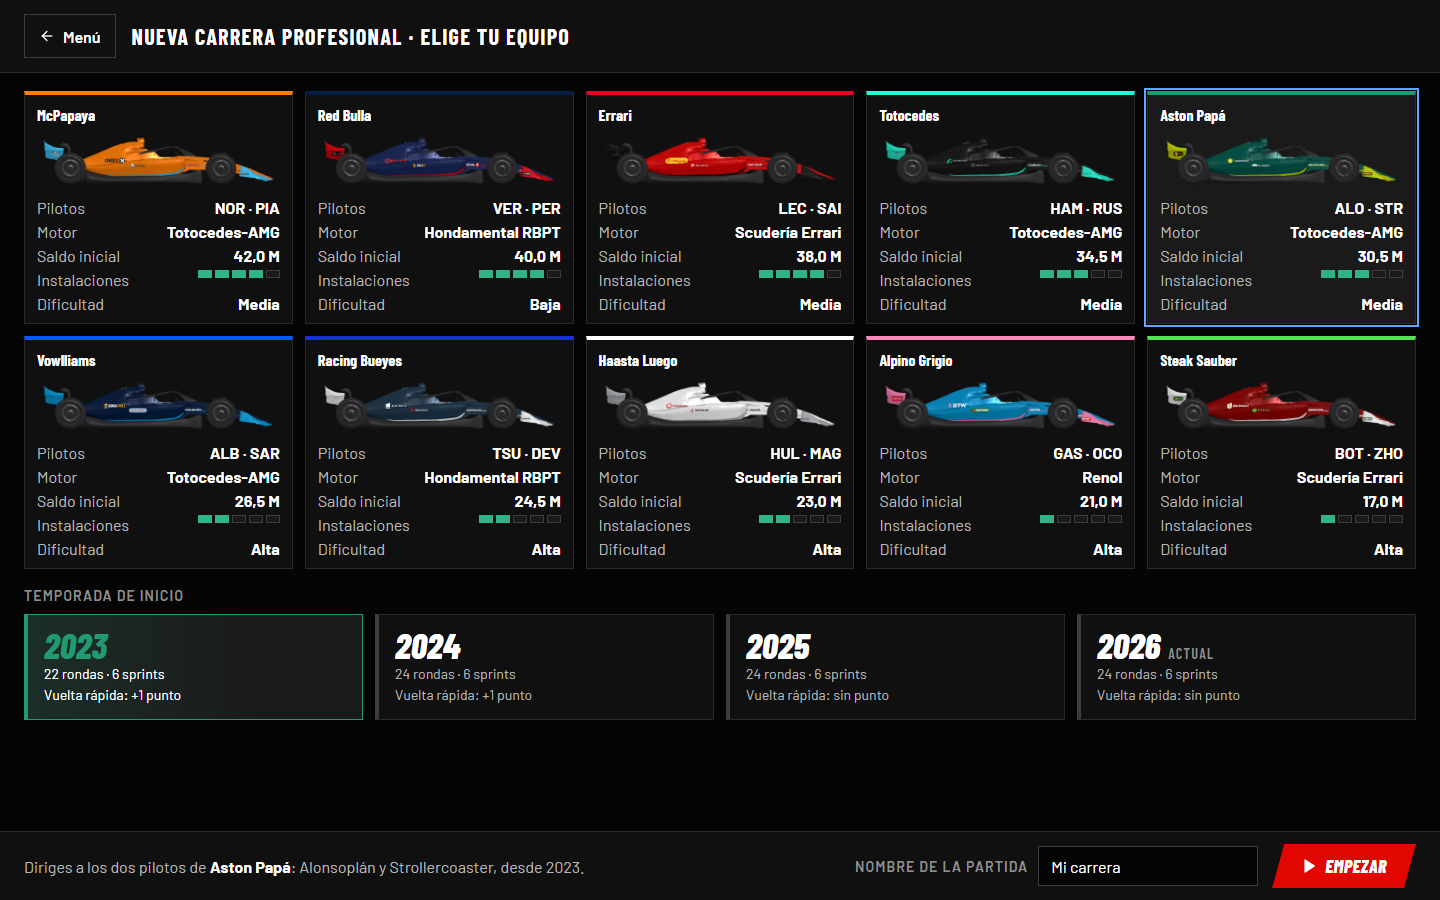 Menú
NUEVA CARRERA PROFESIONAL · ELIGE TU EQUIPO
McPapaya
Pilotos NOR · PIA
Motor Totocedes-AMG
Saldo inicial 42,0 M
Instalaciones
Dificultad Media
Red Bulla
Pilotos VER · PER
Motor Hondamental RBPT
Saldo inicial 40,0 M
Instalaciones
Dificultad Baja
Errari
Pilotos LEC · SAI
Motor Scudería Errari
Saldo inicial 38,0 M
Instalaciones
Dificultad Media
Totocedes
Pilotos HAM · RUS
Motor Totocedes-AMG
Saldo inicial 34,5 M
Instalaciones
Dificultad Media
Aston Papá
Pilotos ALO · STR
Motor Totocedes-AMG
Saldo inicial 30,5 M
Instalaciones
Dificultad Media
Vowlliams
Pilotos ALB · SAR
Motor Totocedes-AMG
Saldo inicial 26,5 M
Instalaciones
Dificultad Alta
Racing Bueyes
Pilotos TSU · DEV
Motor Hondamental RBPT
Saldo inicial 24,5 M
Instalaciones
Dificultad Alta
Haasta Luego
Pilotos HUL · MAG
Motor Scudería Errari
Saldo inicial 23,0 M
Instalaciones
Dificultad Alta
Alpino Grigio
Pilotos GAS · OCO
Motor Renol
Saldo inicial 21,0 M
Instalaciones
Dificultad Alta
Steak Sauber
Pilotos BOT · ZHO
Motor Scudería Errari
Saldo inicial 17,0 M
Instalaciones
Dificultad Alta
TEMPORADA DE INICIO
2023
22 rondas · 6 sprints
Vuelta rápida: +1 punto
2024
24 rondas · 6 sprints
Vuelta rápida: +1 punto
2025
24 rondas · 6 sprints
Vuelta rápida: sin punto
2026 ACTUAL
24 rondas · 6 sprints
Vuelta rápida: sin punto
Diriges a los dos pilotos de Aston Papá: Alonsoplán y Strollercoaster, desde 2023.
NOMBRE DE LA PARTIDA
Mi carrera
EMPEZAR